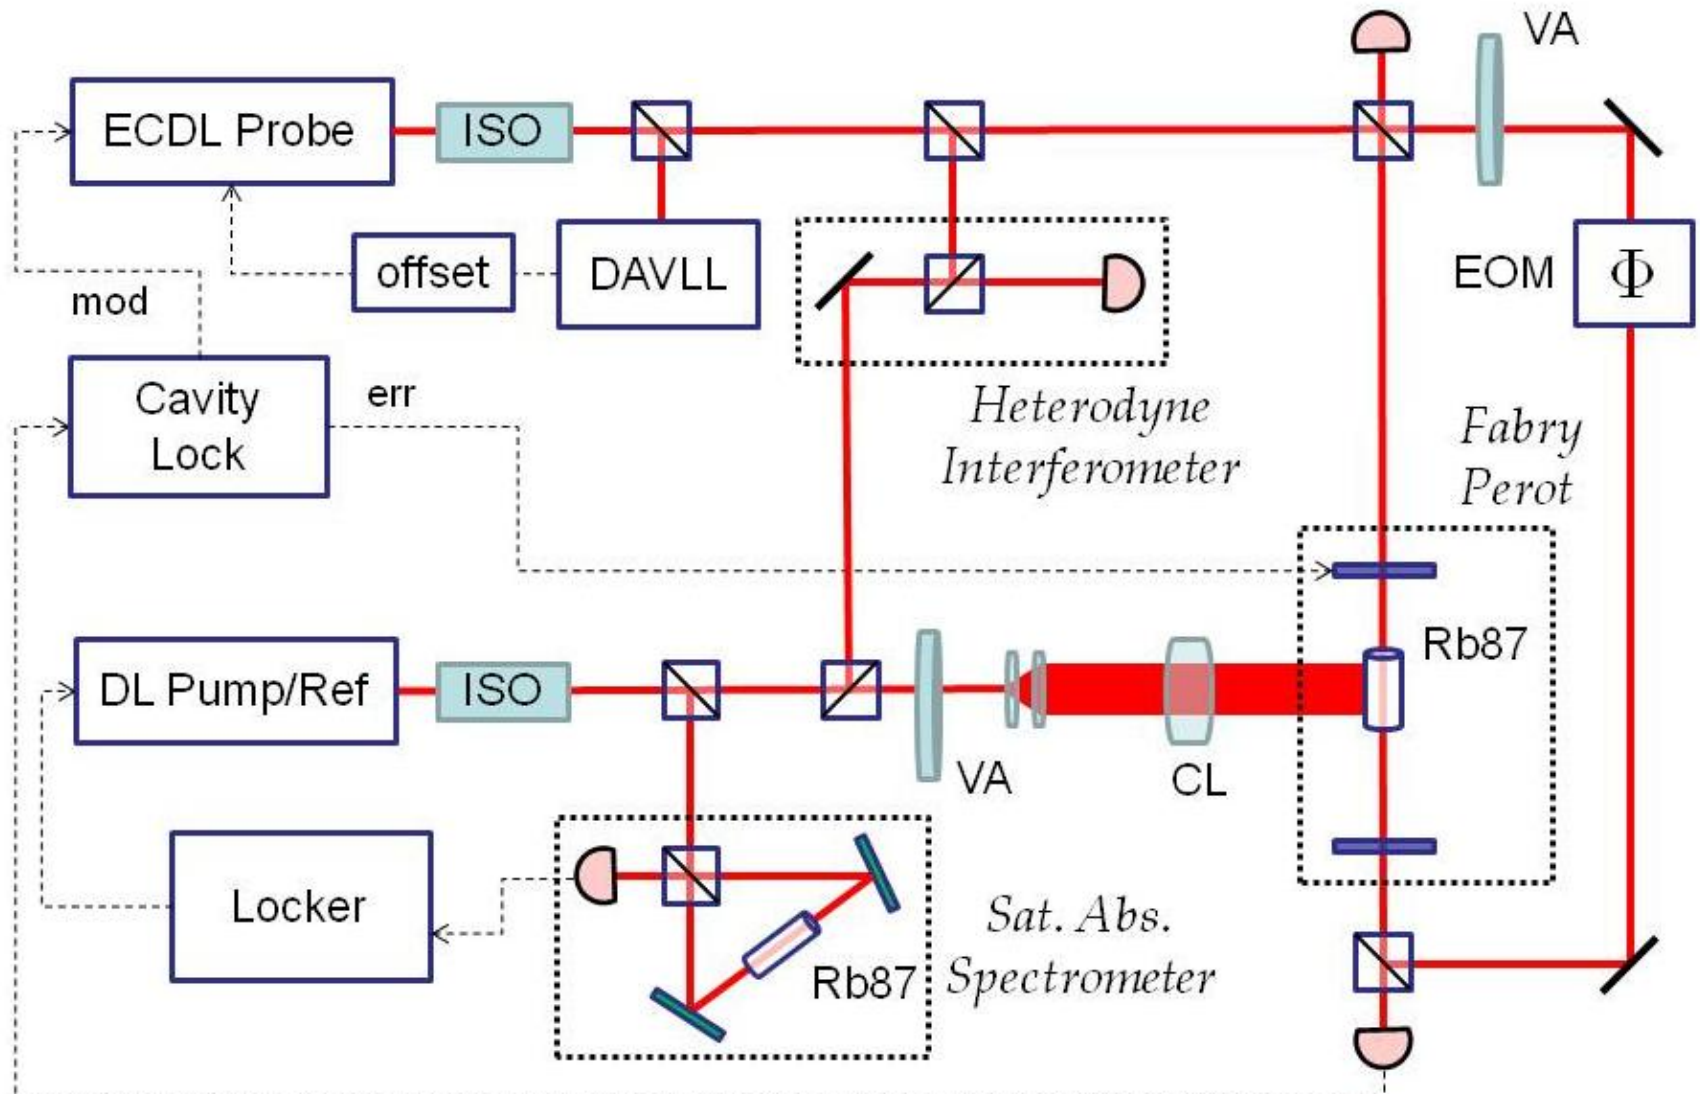 VA
ECDL Probe
ISO
offset
DAVLL
EOM
Φ
mod
Cavity
Lock
err
Heterodyne
Interferometer
Fabry
Perot
Rb87
DL Pump/Ref
ISO
VA
CL
Locker
Rb87
Sat. Abs.
Spectrometer